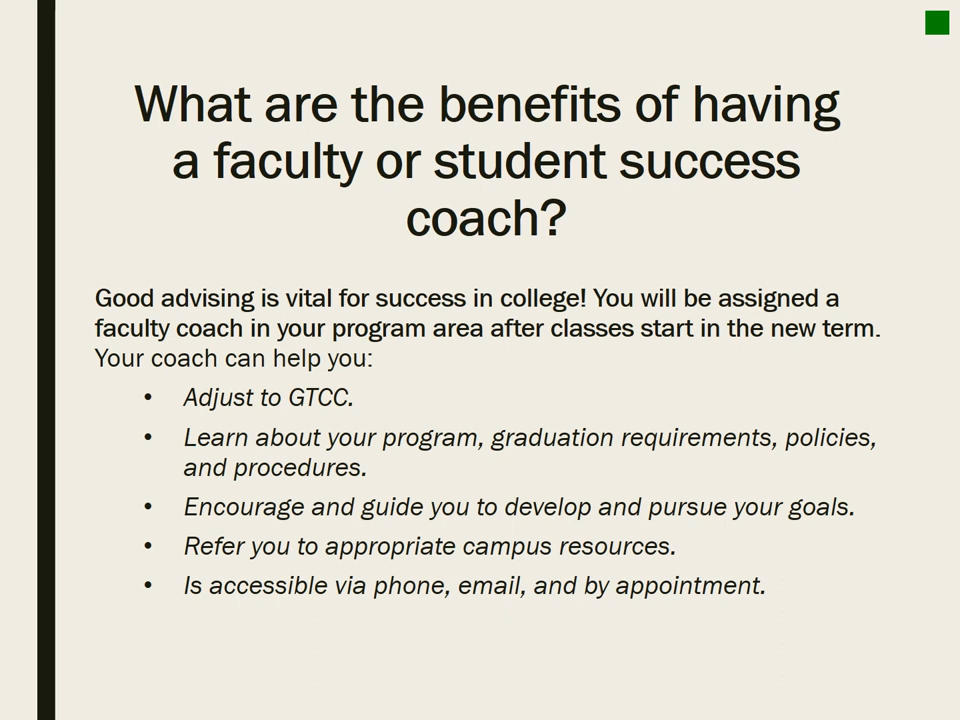 What are the benefits of having
a faculty or student success
coach?
Good advising is vital for success in college! You will be assigned a
faculty coach in your program area after classes start in the new term.
Your coach can help you:
• Adjust to GTCC.
• Learn about your program, graduation requirements, policies,
and procedures.
• Encourage and guide you to develop and pursue your goals.
• Refer you to appropriate campus resources.
• Is accessible via phone, email, and by appointment.